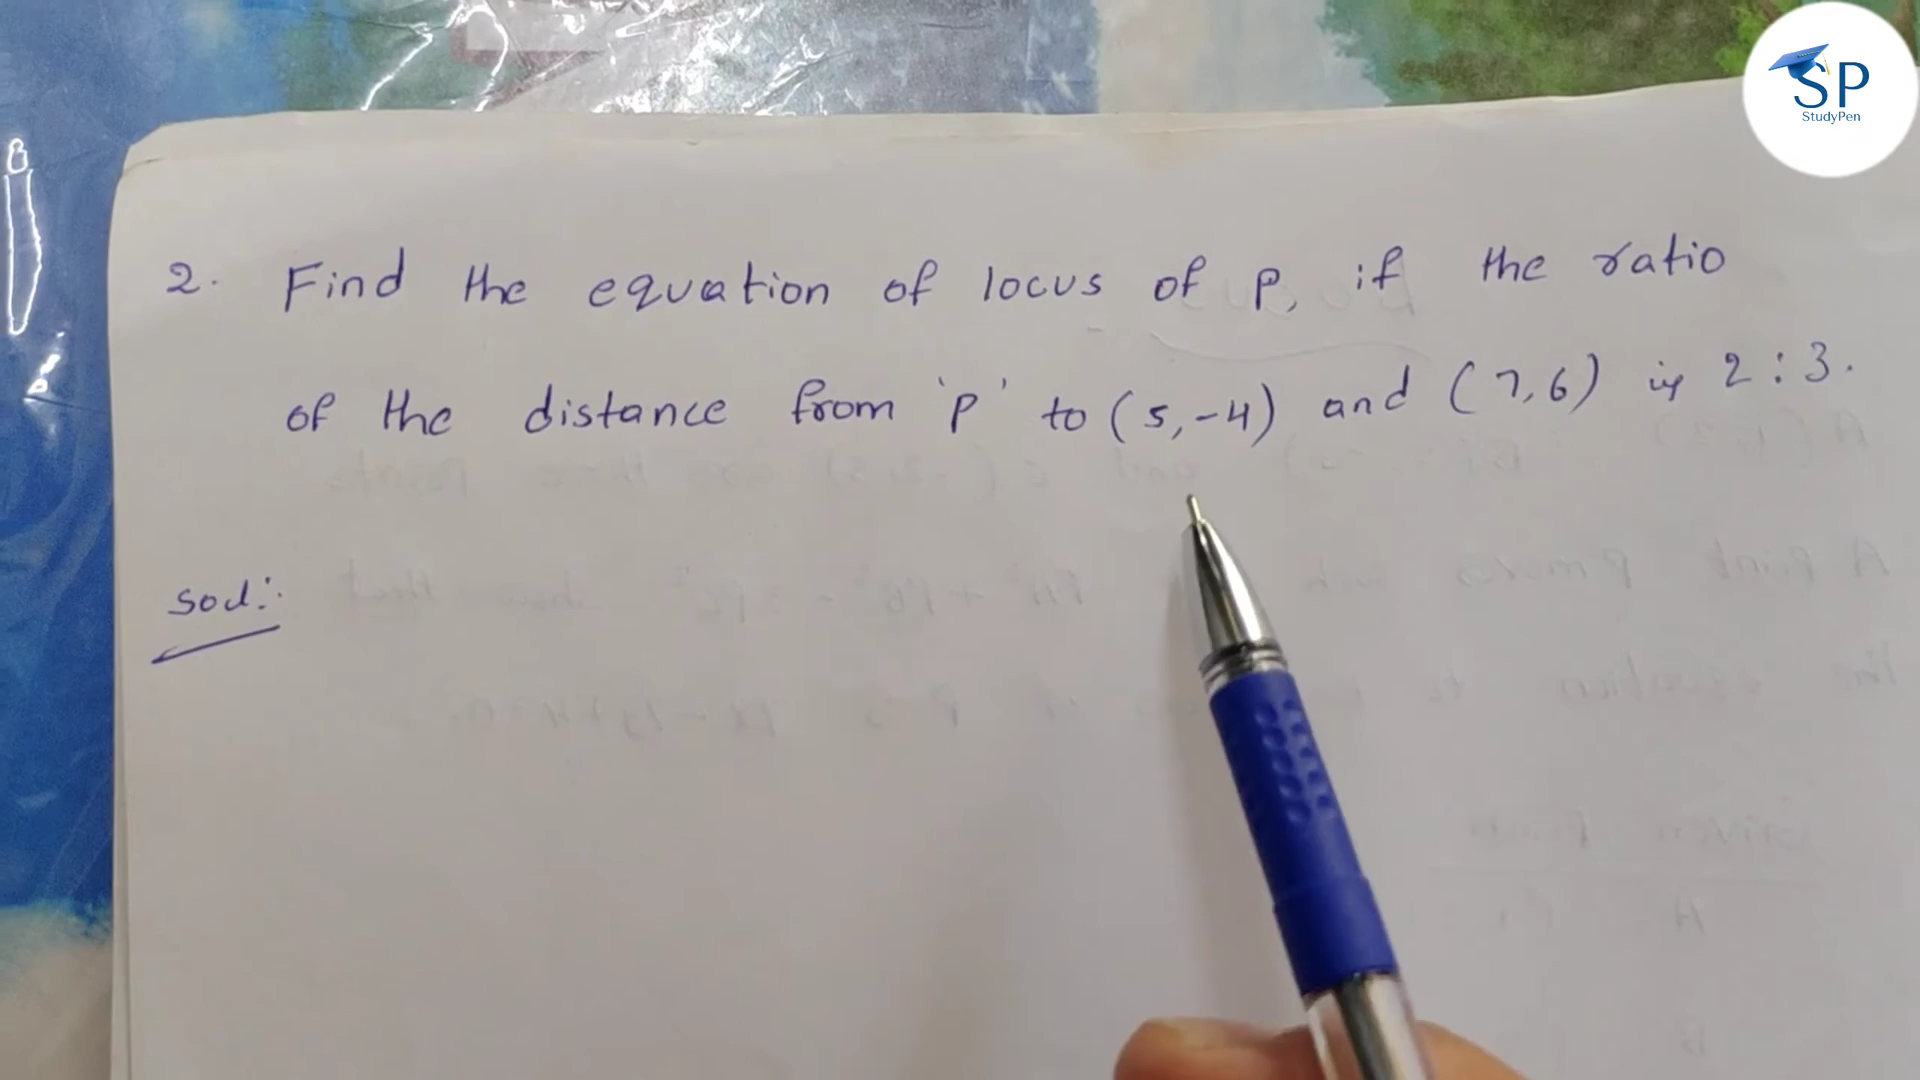 SP
StudyPen
2. Find the equation of locus of P, if the ratio
of the distance from 'P' to (5,-4) and (7,6) is 2:3.
Sol: